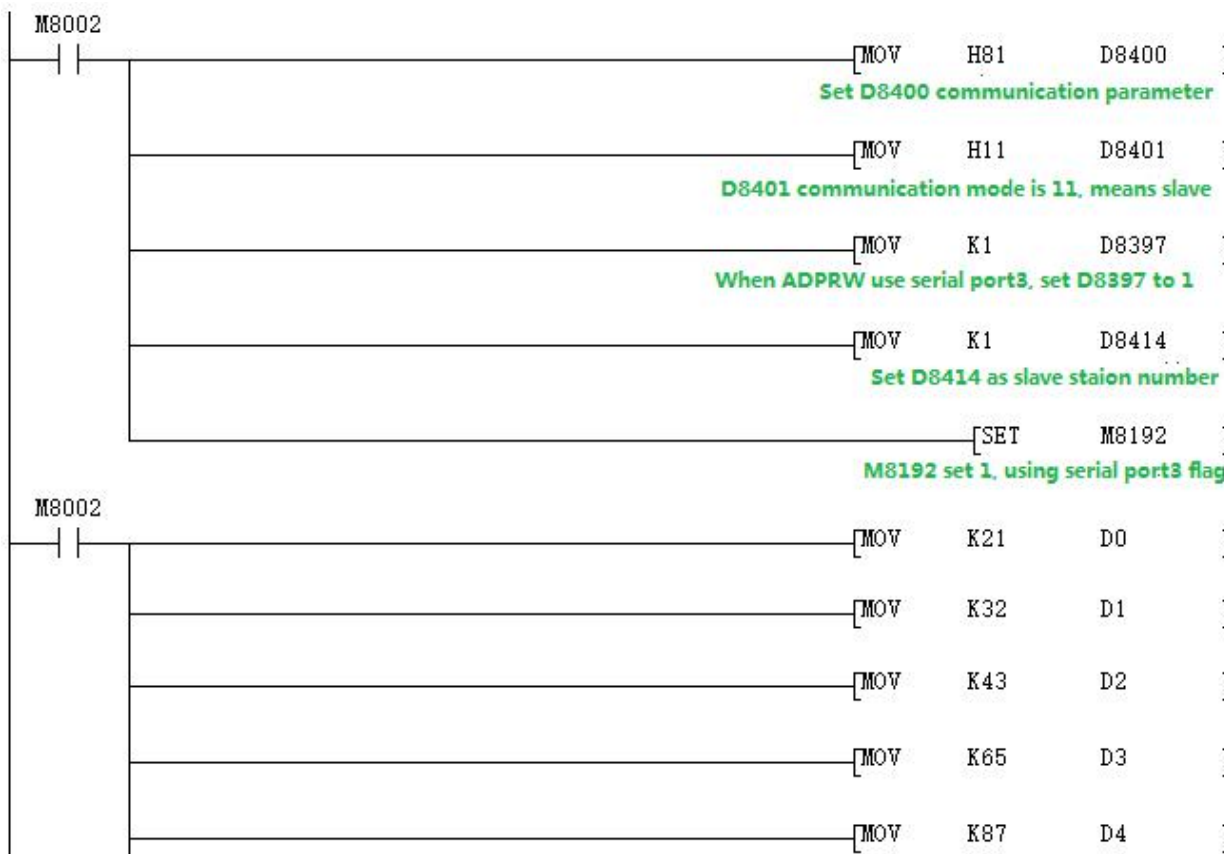 M8002
MOV H81 D8400
Set D8400 communication parameter
MOV H11 D8401
D8401 communication mode is 11, means slave
MOV K1 D8397
When ADPRW use serial port3, set D8397 to 1
MOV K1 D8414
Set D8414 as slave staion number
SET M8192
M8192 set 1, using serial port3 flag
M8002
MOV K21 D0
MOV K32 D1
MOV K43 D2
MOV K65 D3
MOV K87 D4